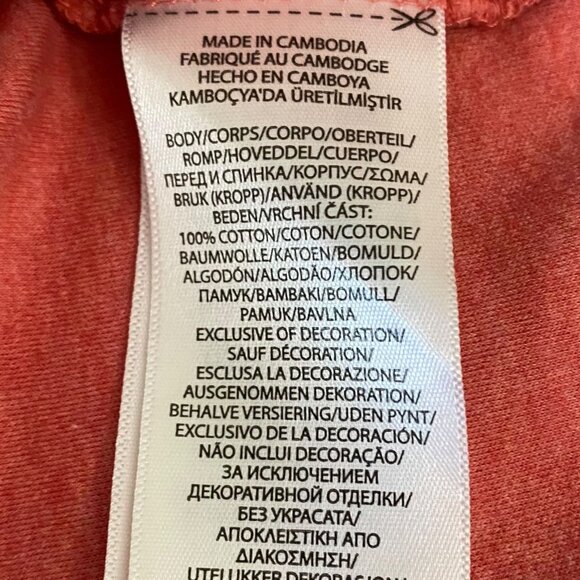 MADE IN CAMBODIA
FABRIQUÉ AU CAMBODGE
HECHO EN CAMBOYA
KAMBOÇYA'DA ÜRETİLMİŞTİR
BODY/CORPS/CORPO/OBERTEIL/
ROMP/HOVEDDEL/CUERPO/
ПЕРЕД И СПИНКА/КОРПУС/ΣΩΜΑ/
BRUK (KROPP)/ANVÄND (KROPP)/
BEDEN/VRCHNÍ ČÁST:
100% COTTON/COTON/COTONE/
BAUMWOLLE/KATOEN/BOMULD/
ALGODÓN/ALGODÃO/ХЛОПОК/
ПАМУК/ΒΑΜΒΑΚΙ/BOMULL/
PAMUK/BAVLNA
EXCLUSIVE OF DECORATION/
SAUF DÉCORATION/
ESCLUSA LA DECORAZIONE/
AUSGENOMMEN DEKORATION/
BEHALVE VERSIERING/UDEN PYNT/
EXCLUSIVO DE LA DECORACIÓN/
NÃO INCLUI DECORAÇÃO/
ЗА ИСКЛЮЧЕНИЕМ
ДЕКОРАТИВНОЙ ОТДЕЛКИ/
БЕЗ УКРАСАТА/
ΑΠΟΚΛΕΙΣΤΙΚΗ ΑΠΟ
ΔΙΑΚΟΣΜΗΣΗ/
UTELUKKER DEKORASJON/